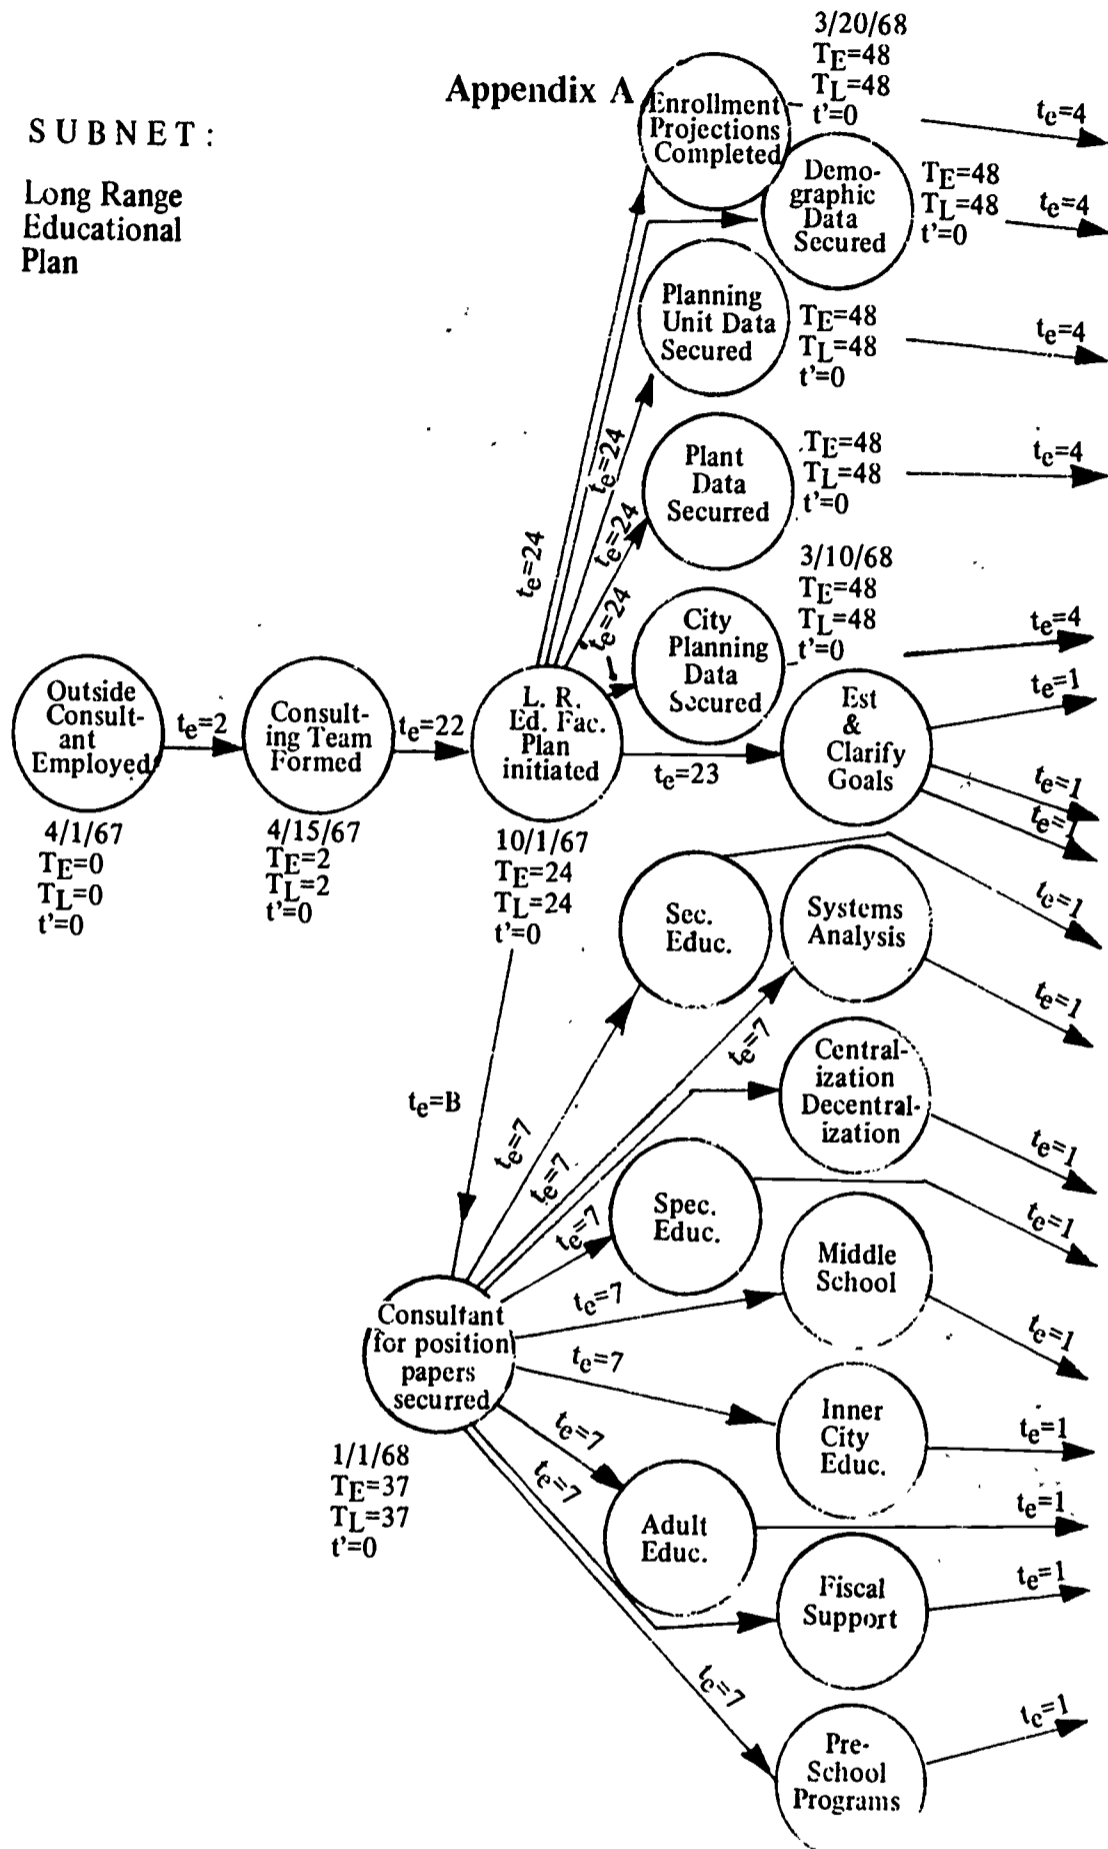 Appendix A
SUBNET:
Long Range
Educational
Plan
Enrollment
Projections
Completed
3/20/68
TE=48
TL=48
t'=0
te=4
Demo-
graphic
Data
Secured
TE=48
TL=48
t'=0
te=4
Planning
Unit Data
Secured
TE=48
TL=48
t'=0
te=4
Plant
Data
Securred
TE=48
TL=48
t'=0
te=4
City
Planning
Data
Secured
3/10/68
TE=48
TL=48
t'=0
te=4
te=24
te=24
te=24
te=24
Outside
Consult-
ant
Employed
4/1/67
TE=0
TL=0
t'=0
te=2
Consult-
ing Team
Formed
4/15/67
TE=2
TL=2
t'=0
te=22
L. R.
Ed. Fac.
Plan
initiated
10/1/67
TE=24
TL=24
t'=0
te=23
Est
&
Clarify
Goals
te=1
te=1
te=1
te=B
Consultant
for position
papers
securred
1/1/68
TE=37
TL=37
t'=0
te=7
te=7
te=7
te=7
te=7
te=7
te=7
te=7
te=7
Sec.
Educ.
te=1
Systems
Analysis
te=1
Central-
ization
Decentral-
ization
te=1
Spec.
Educ.
te=1
Middle
School
te=1
Inner
City
Educ.
te=1
Adult
Educ.
te=1
Fiscal
Support
te=1
Pre-
School
Programs
te=1